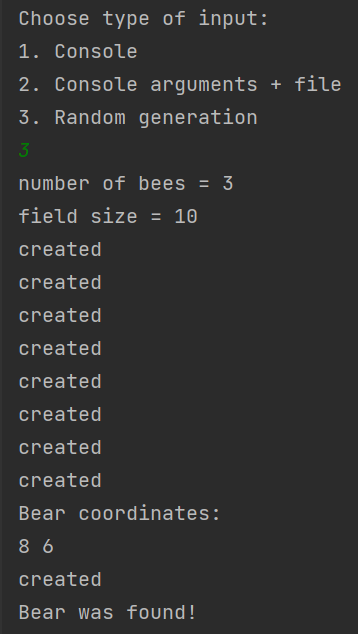 Choose type of input:
1. Console
2. Console arguments + file
3. Random generation
3
number of bees = 3
field size = 10
created
created
created
created
created
created
created
created
Bear coordinates:
8 6
created
Bear was found!